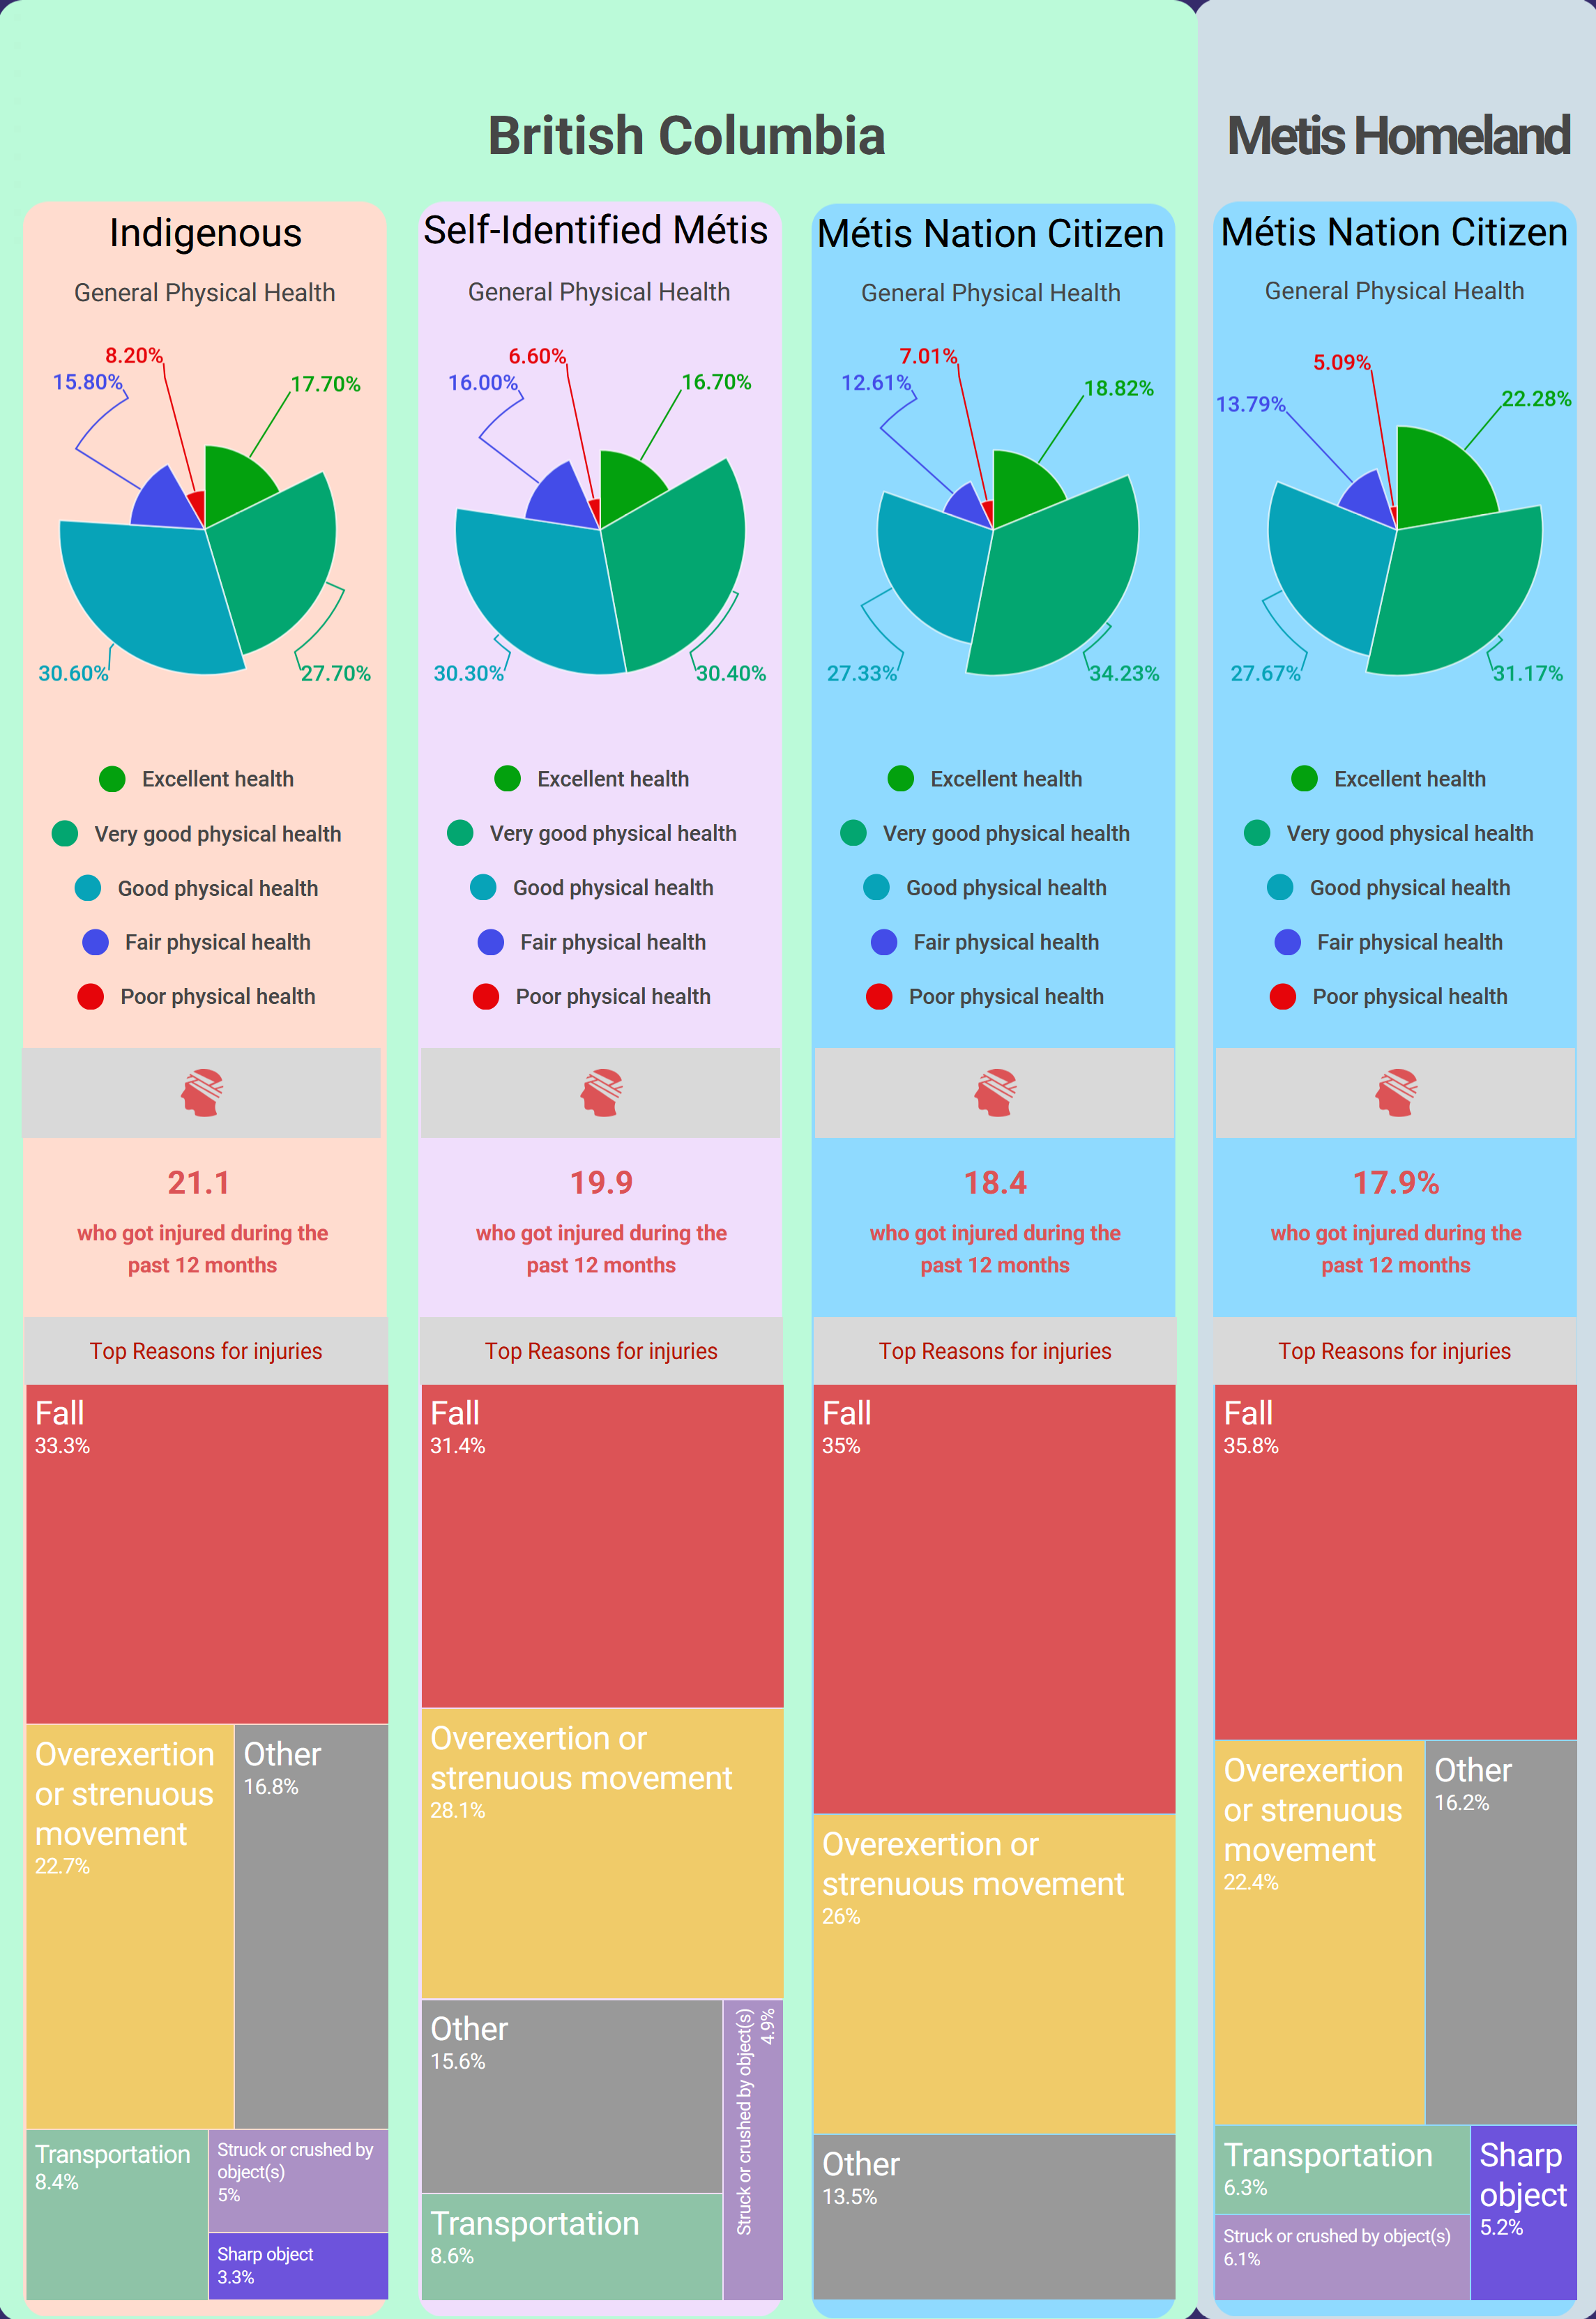 British Columbia
Metis Homeland
Indigenous
General Physical Health
8.20%
15.80%
17.70%
30.60%
27.70%
Excellent health
Very good physical health
Good physical health
Fair physical health
Poor physical health
21.1
who got injured during the
past 12 months
Top Reasons for injuries
Fall
33.3%
Overexertion
or strenuous
movement
22.7%
Other
16.8%
Transportation
8.4%
Struck or crushed by
object(s)
5%
Sharp object
3.3%
Self-Identified Métis
General Physical Health
6.60%
16.00%
16.70%
30.30%
30.40%
Excellent health
Very good physical health
Good physical health
Fair physical health
Poor physical health
19.9
who got injured during the
past 12 months
Top Reasons for injuries
Fall
31.4%
Overexertion or
strenuous movement
28.1%
Other
15.6%
Struck or crushed by object(s)
4.9%
Transportation
8.6%
Métis Nation Citizen
General Physical Health
7.01%
12.61%
18.82%
27.33%
34.23%
Excellent health
Very good physical health
Good physical health
Fair physical health
Poor physical health
18.4
who got injured during the
past 12 months
Top Reasons for injuries
Fall
35%
Overexertion or
strenuous movement
26%
Other
13.5%
Métis Nation Citizen
General Physical Health
5.09%
13.79%
22.28%
27.67%
31.17%
Excellent health
Very good physical health
Good physical health
Fair physical health
Poor physical health
17.9%
who got injured during the
past 12 months
Top Reasons for injuries
Fall
35.8%
Overexertion
or strenuous
movement
22.4%
Other
16.2%
Transportation
6.3%
Struck or crushed by object(s)
6.1%
Sharp
object
5.2%